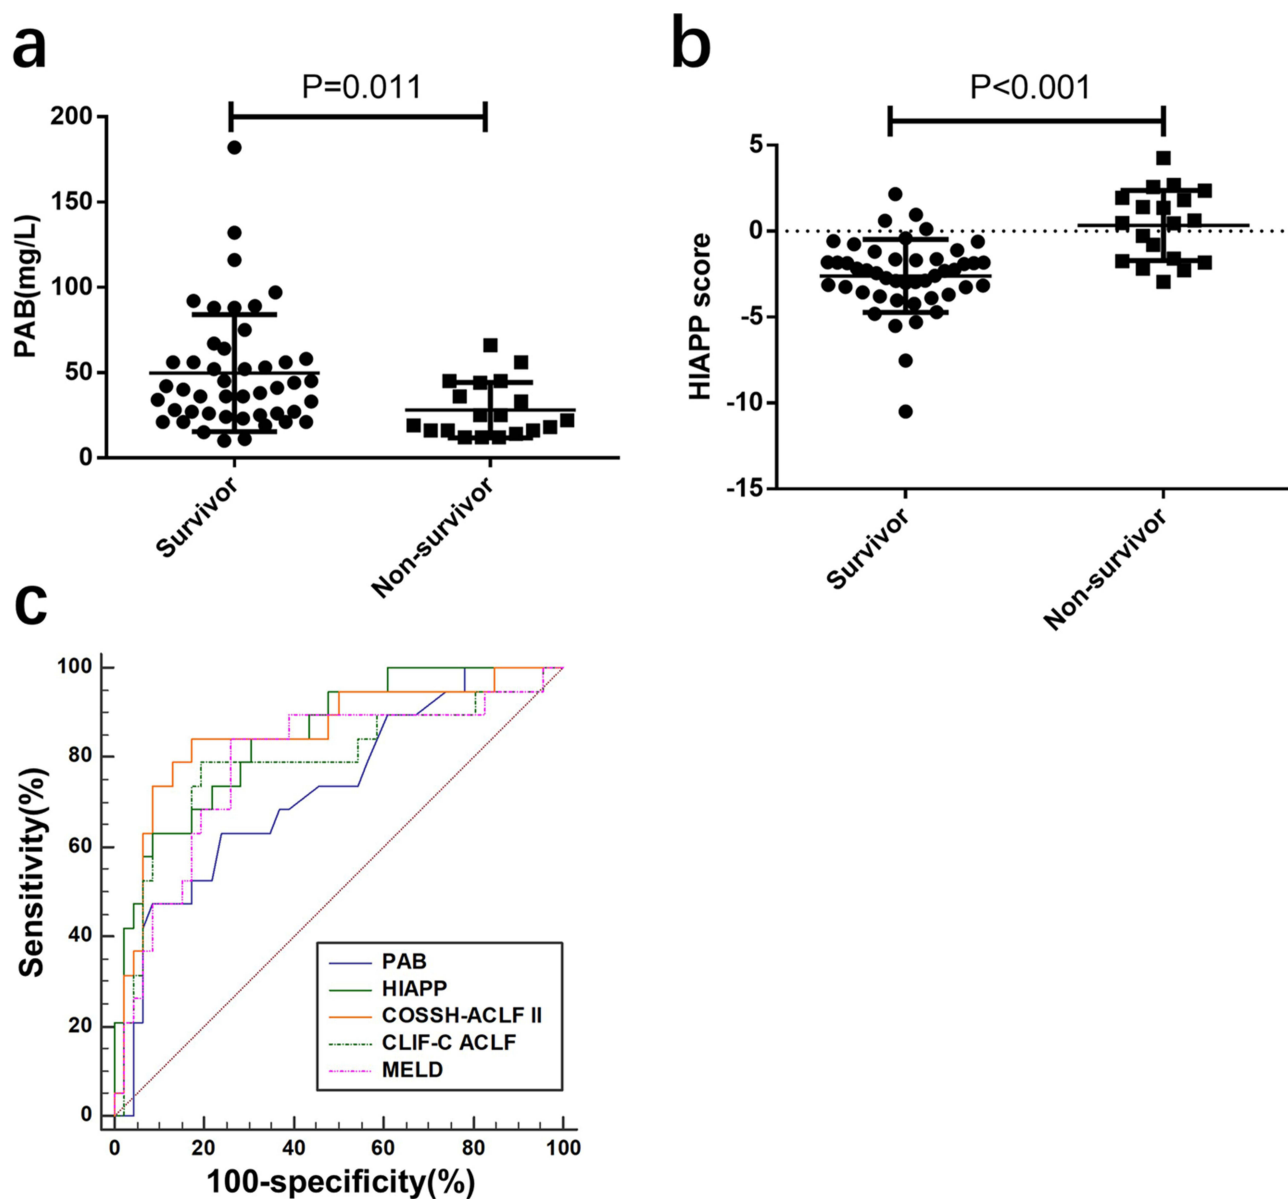 a
P=0.011
200
150
100
50
0
PAB(mg/L)
Survivor
Non-survivor
b
P<0.001
5
0
-5
-10
-15
HIAPP score
Survivor
Non-survivor
c
100
80
60
40
20
0
Sensitivity(%)
PAB
HIAPP
COSSH-ACLF II
CLIF-C ACLF
MELD
0 20 40 60 80 100
100-specificity(%)